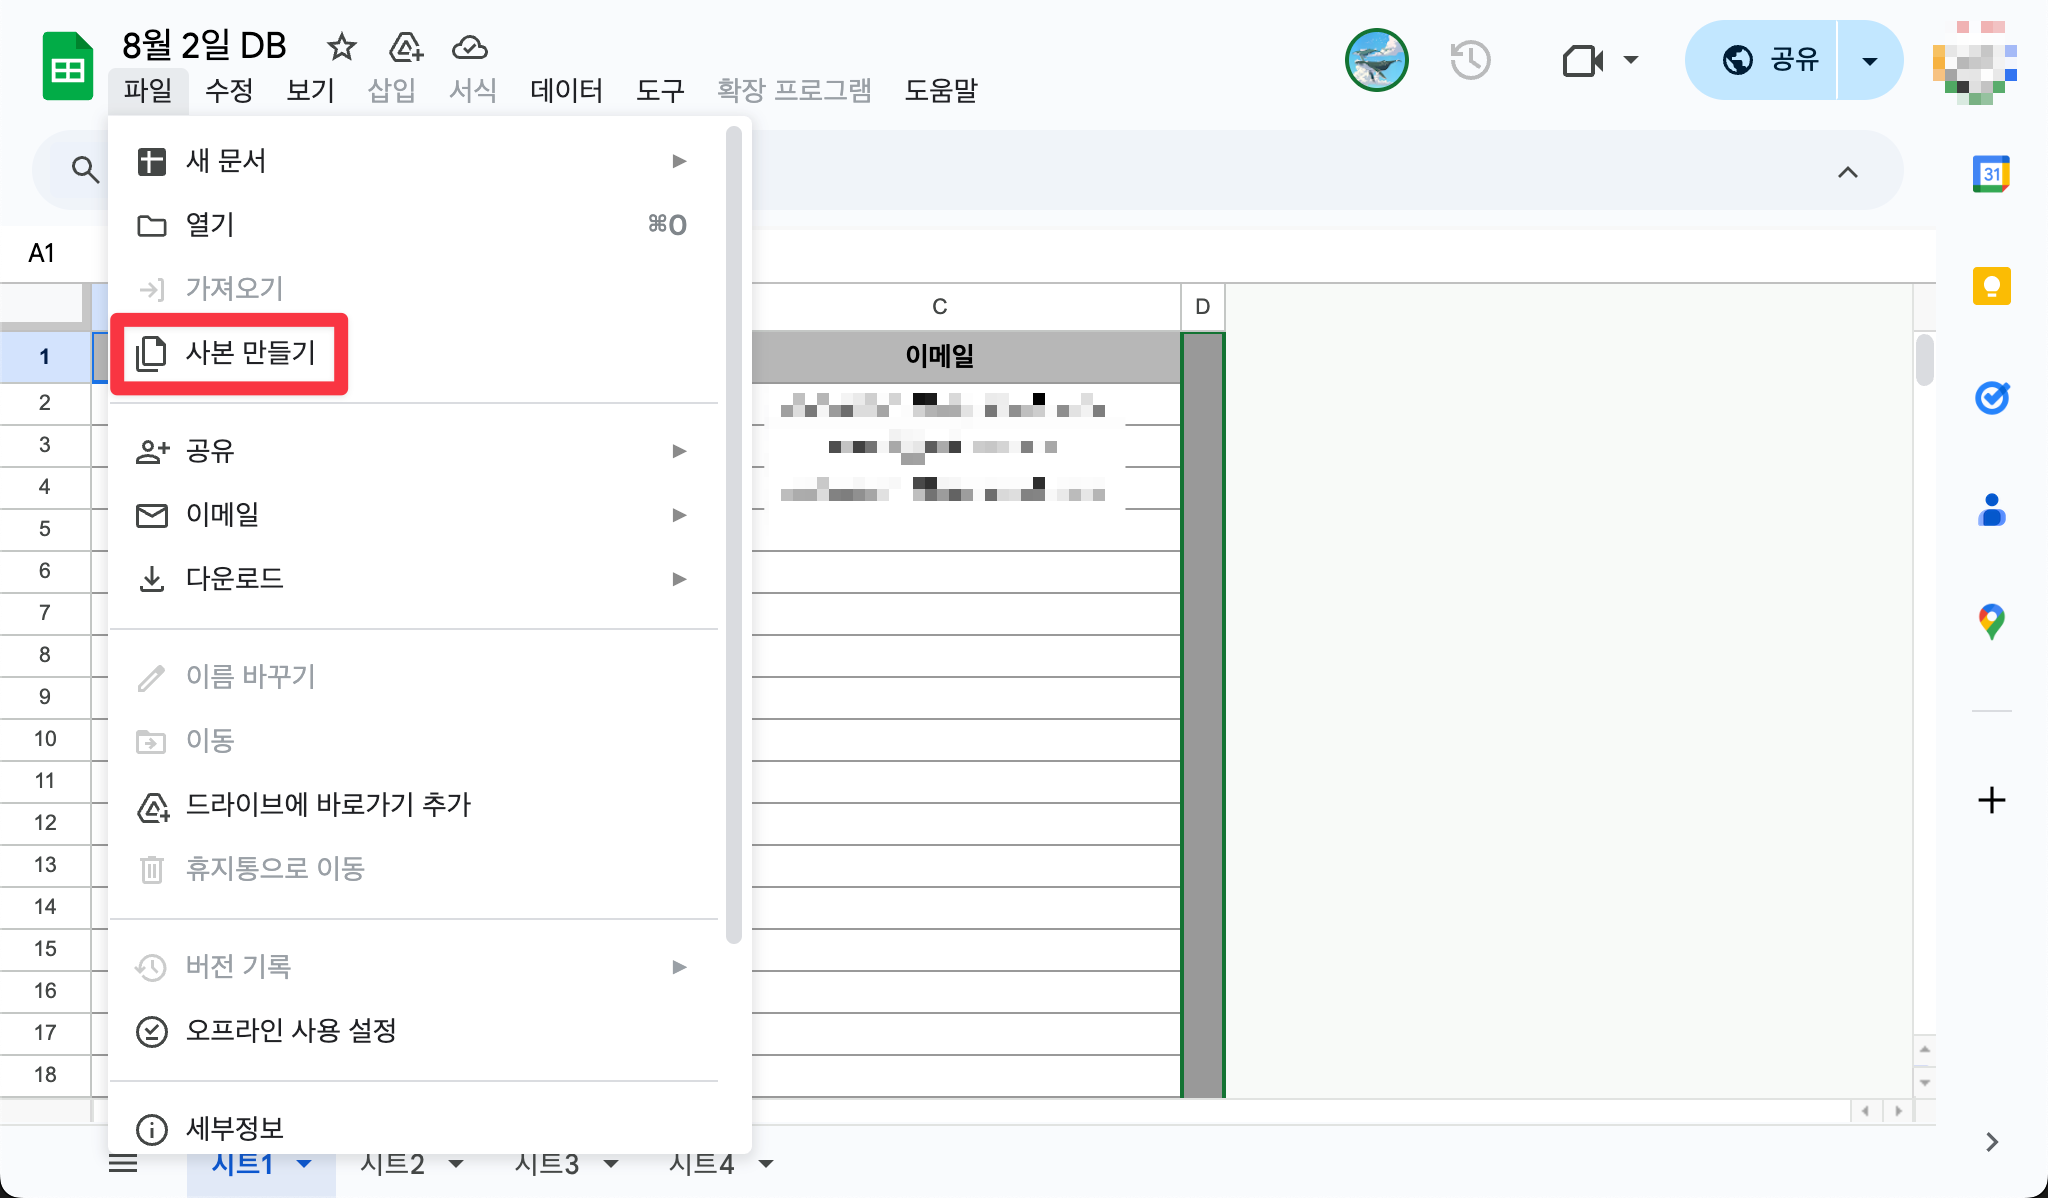 8월 2일 DB
파일 수정 보기 삽입 서식 데이터 도구 확장 프로그램 도움말
공유
새 문서
열기 ⌘O
가져오기
사본 만들기
공유
이메일
다운로드
이름 바꾸기
이동
드라이브에 바로가기 추가
휴지통으로 이동
버전 기록
오프라인 사용 설정
세부정보
A1
C D
1 이메일
2
3
4
5
6
7
8
9
10
11
12
13
14
15
16
17
18
31
시트1 시트2 시트3 시트4